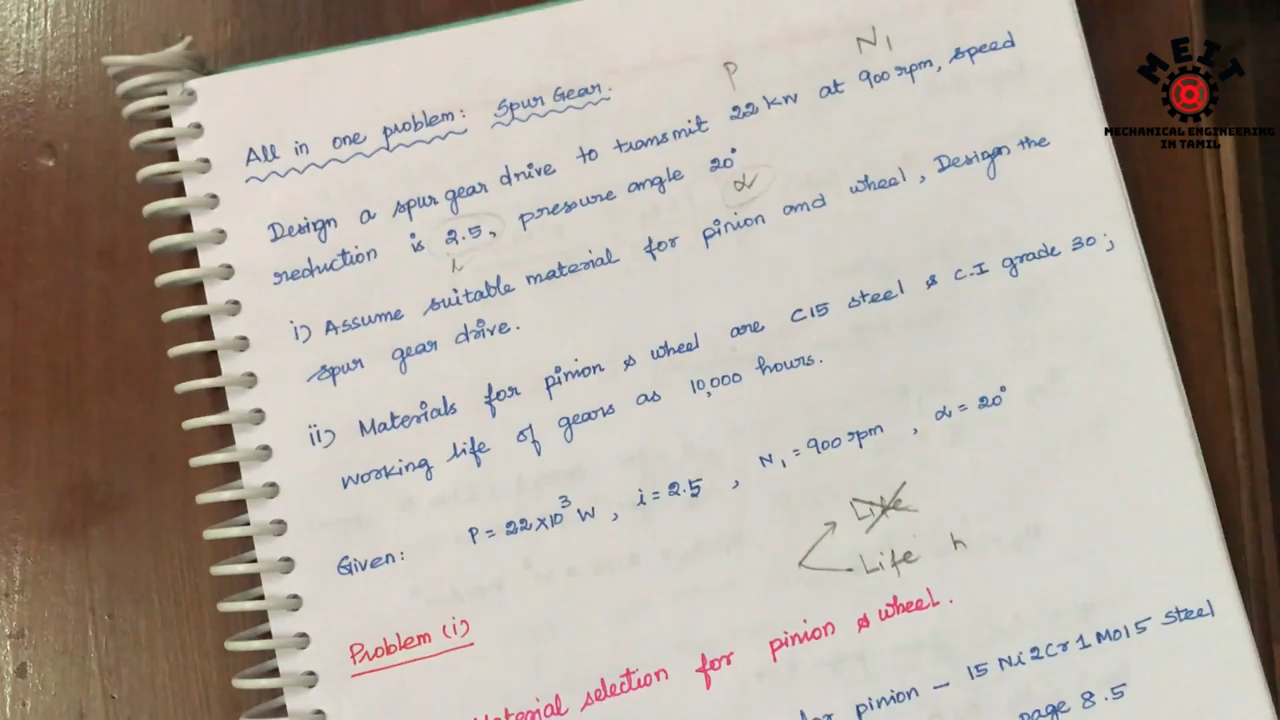 MEIT
MECHANICAL ENGINEERING
IN TAMIL
All in one problem: Spur Gear.
P
N1
Design a spur gear drive to transmit 22 kW at 900 rpm, speed
reduction is 2.5, pressure angle 20°
i
α
i) Assume suitable material for pinion and wheel, Design the
spur gear drive.
ii) Materials for pinion & wheel are C15 steel & C.I grade 30;
working life of gears as 10,000 hours.
Given: P = 22×10³ W, i = 2.5, N1 = 900 rpm, α = 20°
Life
Life h
Problem (i)
Material selection for pinion & wheel.
for pinion – 15 Ni 2Cr 1 Mo 15 steel
page 8.5